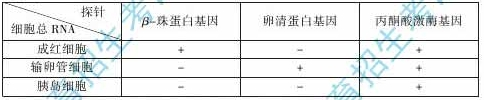 探针 β-珠蛋白基因 卵清蛋白基因 丙酮酸激酶基因
细胞总RNA
成红细胞 + - +
输卵管细胞 - + +
胰岛细胞 - - +